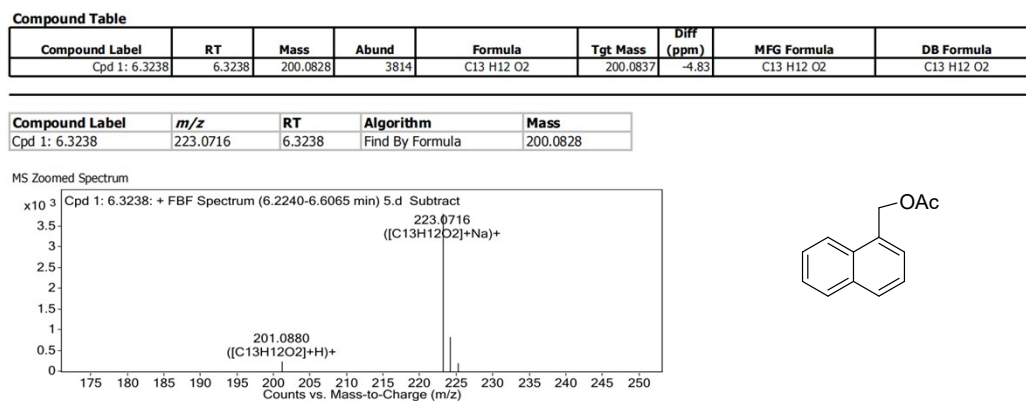 Compound Table
Compound Label RT Mass Abund Formula Tgt Mass Diff (ppm) MFG Formula DB Formula
Cpd 1: 6.3238 6.3238 200.0828 3814 C13 H12 O2 200.0837 -4.83 C13 H12 O2 C13 H12 O2
Compound Label m/z RT Algorithm Mass
Cpd 1: 6.3238 223.0716 6.3238 Find By Formula 200.0828
MS Zoomed Spectrum
x10 3 Cpd 1: 6.3238: + FBF Spectrum (6.2240-6.6065 min) 5.d Subtract
223.0716
([C13H12O2]+Na)+
3.5
3
2.5
2
1.5
1
0.5
0
201.0880
([C13H12O2]+H)+
175 180 185 190 195 200 205 210 215 220 225 230 235 240 245 250
Counts vs. Mass-to-Charge (m/z)
OAc